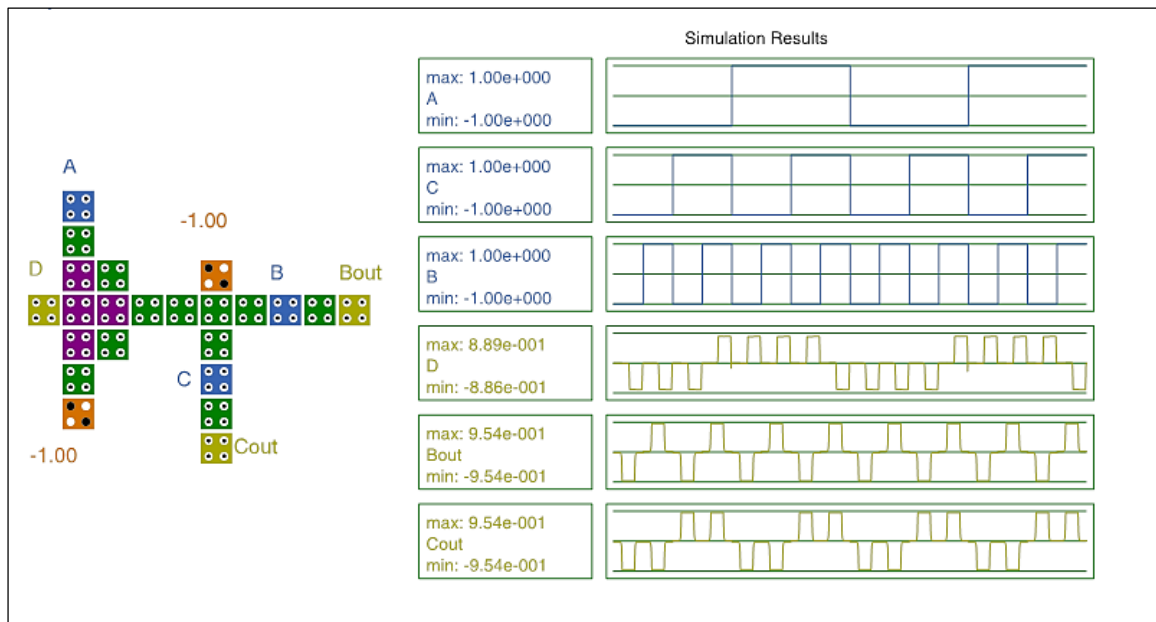 Simulation Results
A
-1.00
D
B
Bout
C
Cout
-1.00
max: 1.00e+000
A
min: -1.00e+000
max: 1.00e+000
C
min: -1.00e+000
max: 1.00e+000
B
min: -1.00e+000
max: 8.89e-001
D
min: -8.86e-001
max: 9.54e-001
Bout
min: -9.54e-001
max: 9.54e-001
Cout
min: -9.54e-001